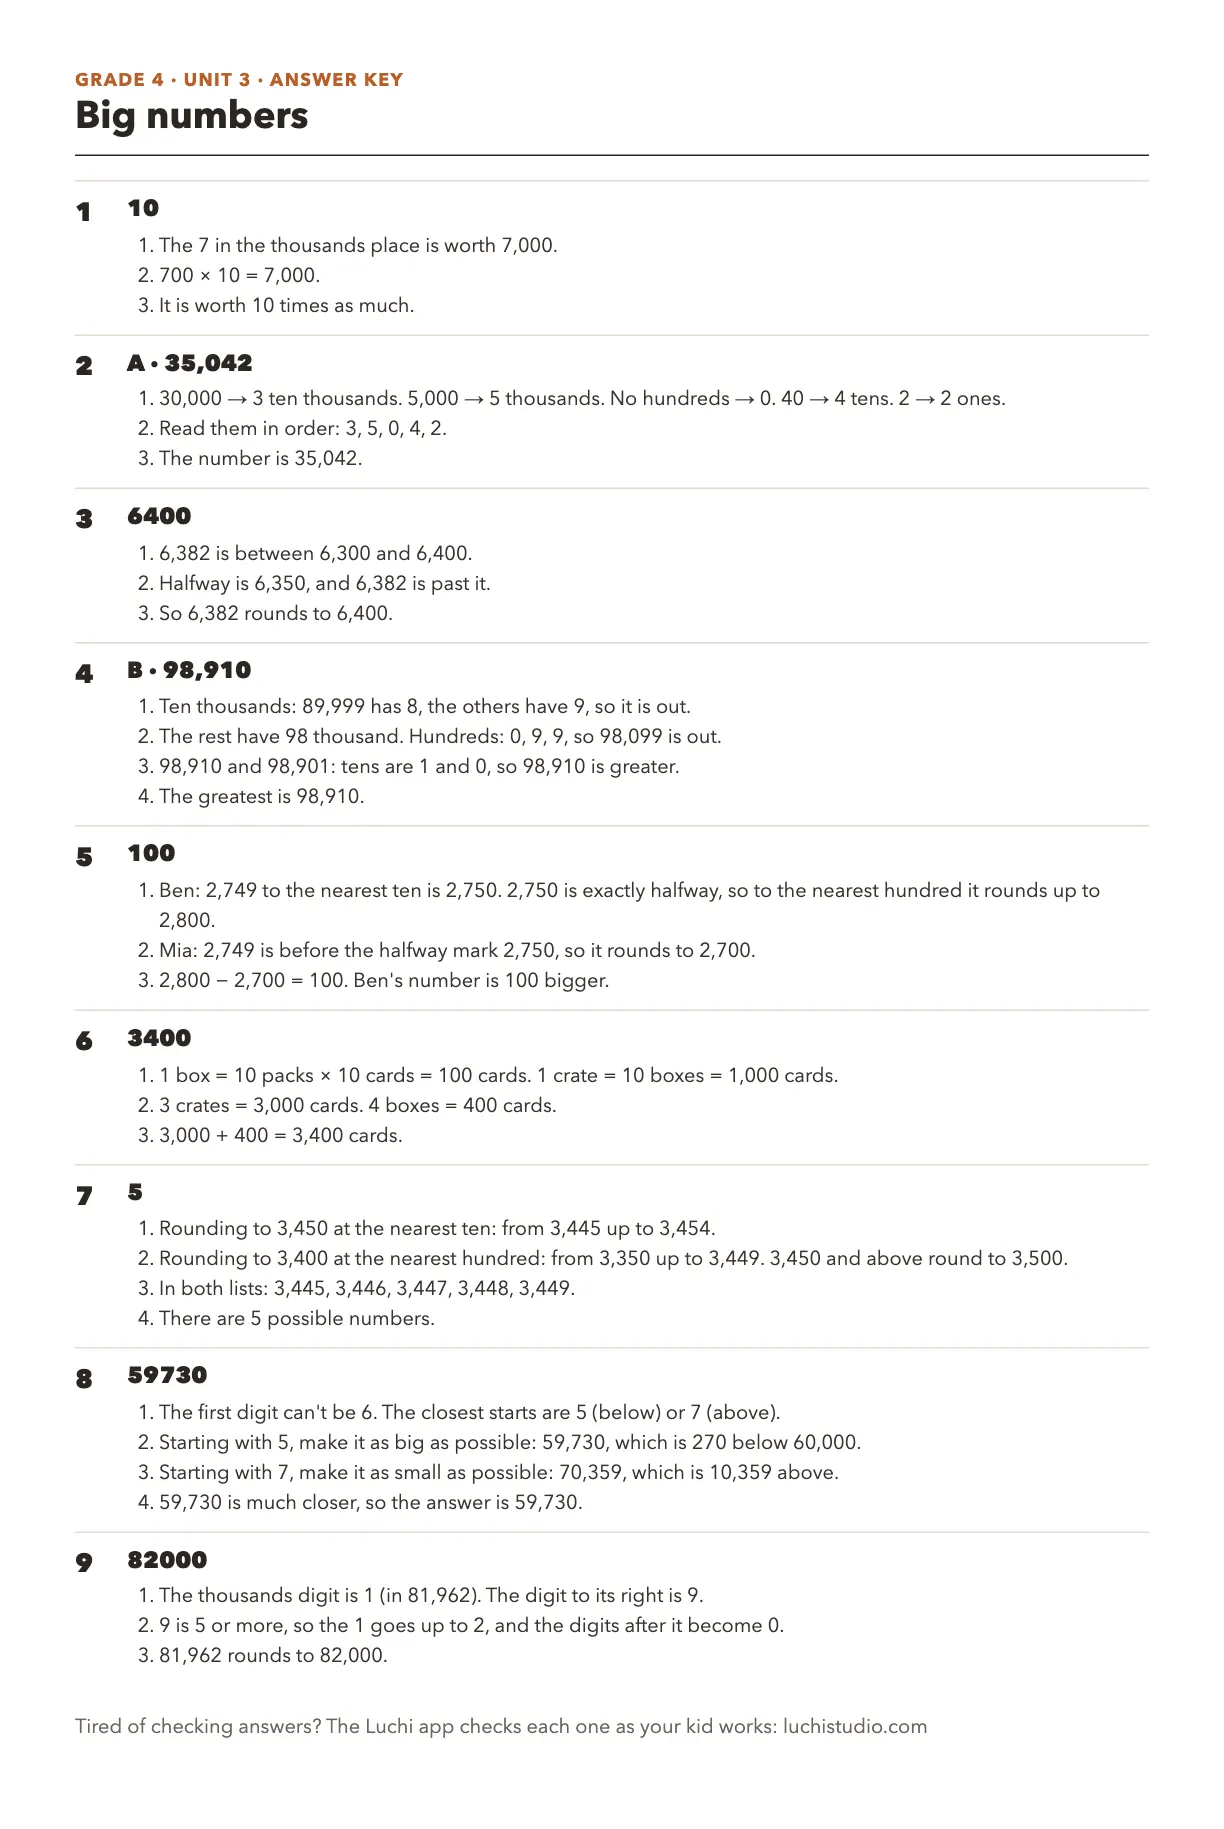 GRADE 4 · UNIT 3 · ANSWER KEY
Big numbers
1 10
1. The 7 in the thousands place is worth 7,000.
2. 700 × 10 = 7,000.
3. It is worth 10 times as much.
2 A · 35,042
1. 30,000 → 3 ten thousands. 5,000 → 5 thousands. No hundreds → 0. 40 → 4 tens. 2 → 2 ones.
2. Read them in order: 3, 5, 0, 4, 2.
3. The number is 35,042.
3 6400
1. 6,382 is between 6,300 and 6,400.
2. Halfway is 6,350, and 6,382 is past it.
3. So 6,382 rounds to 6,400.
4 B · 98,910
1. Ten thousands: 89,999 has 8, the others have 9, so it is out.
2. The rest have 98 thousand. Hundreds: 0, 9, 9, so 98,099 is out.
3. 98,910 and 98,901: tens are 1 and 0, so 98,910 is greater.
4. The greatest is 98,910.
5 100
1. Ben: 2,749 to the nearest ten is 2,750. 2,750 is exactly halfway, so to the nearest hundred it rounds up to
2,800.
2. Mia: 2,749 is before the halfway mark 2,750, so it rounds to 2,700.
3. 2,800 − 2,700 = 100. Ben's number is 100 bigger.
6 3400
1. 1 box = 10 packs × 10 cards = 100 cards. 1 crate = 10 boxes = 1,000 cards.
2. 3 crates = 3,000 cards. 4 boxes = 400 cards.
3. 3,000 + 400 = 3,400 cards.
7 5
1. Rounding to 3,450 at the nearest ten: from 3,445 up to 3,454.
2. Rounding to 3,400 at the nearest hundred: from 3,350 up to 3,449. 3,450 and above round to 3,500.
3. In both lists: 3,445, 3,446, 3,447, 3,448, 3,449.
4. There are 5 possible numbers.
8 59730
1. The first digit can't be 6. The closest starts are 5 (below) or 7 (above).
2. Starting with 5, make it as big as possible: 59,730, which is 270 below 60,000.
3. Starting with 7, make it as small as possible: 70,359, which is 10,359 above.
4. 59,730 is much closer, so the answer is 59,730.
9 82000
1. The thousands digit is 1 (in 81,962). The digit to its right is 9.
2. 9 is 5 or more, so the 1 goes up to 2, and the digits after it become 0.
3. 81,962 rounds to 82,000.
Tired of checking answers? The Luchi app checks each one as your kid works: luchistudio.com